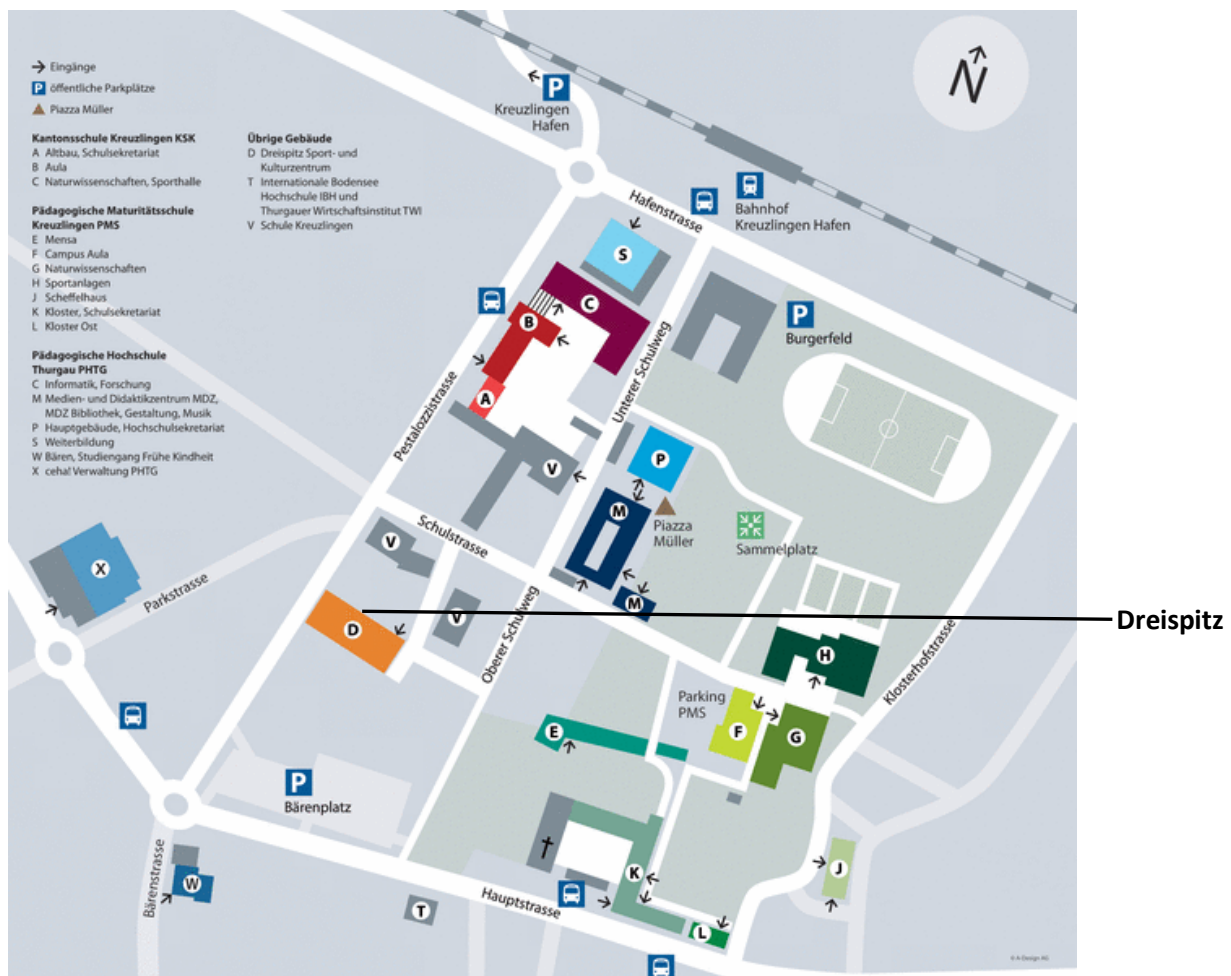 Eingänge
P öffentliche Parkplätze
Piazza Müller
Kantonsschule Kreuzlingen KSK
A Altbau, Schulsekretariat
B Aula
C Naturwissenschaften, Sporthalle
Pädagogische Maturitätsschule
Kreuzlingen PMS
E Mensa
F Campus Aula
G Naturwissenschaften
H Sportanlagen
J Scheffelhaus
K Kloster, Schulsekretariat
L Kloster Ost
Pädagogische Hochschule
Thurgau PHTG
C Informatik, Forschung
M Medien- und Didaktikzentrum MDZ,
MDZ Bibliothek, Gestaltung, Musik
P Hauptgebäude, Hochschulsekretariat
S Weiterbildung
W Bären, Studiengang Frühe Kindheit
X ceha! Verwaltung PHTG
Übrige Gebäude
D Dreispitz Sport- und
Kulturzentrum
T Internationale Bodensee
Hochschule IBH und
Thurgauer Wirtschaftsinstitut TWI
V Schule Kreuzlingen
N
P
Kreuzlingen
Hafen
Hafenstrasse
Bahnhof
Kreuzlingen Hafen
S
C
B
A
P
Burgerfeld
Unterer Schulweg
Pestalozzistrasse
V
P
M
Piazza
Müller
Sammelplatz
Schulstrasse
V
X
Parkstrasse
M
V
D
Dreispitz
Oberer Schulweg
H
Klosterhofstrasse
Parking
PMS
F
G
E
P
Bärenplatz
Bärenstrasse
W
K
J
Hauptstrasse
T
L
© A-Design AG